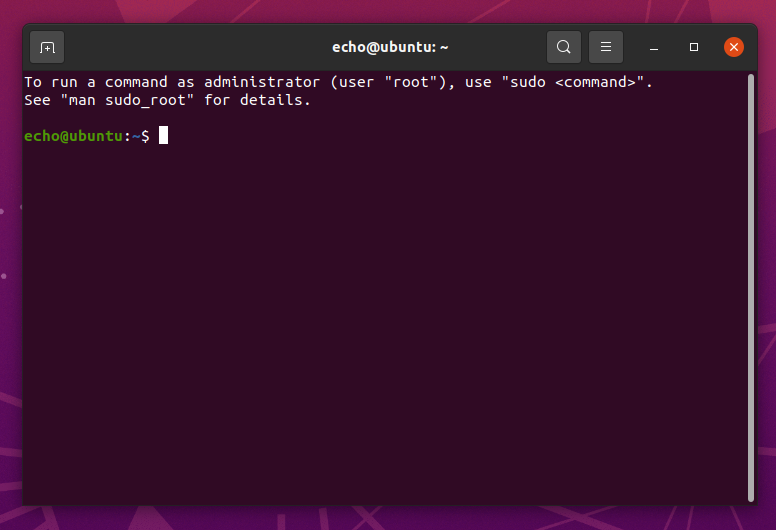 echo@ubuntu: ~
To run a command as administrator (user "root"), use "sudo <command>".
See "man sudo_root" for details.
echo@ubuntu:~$